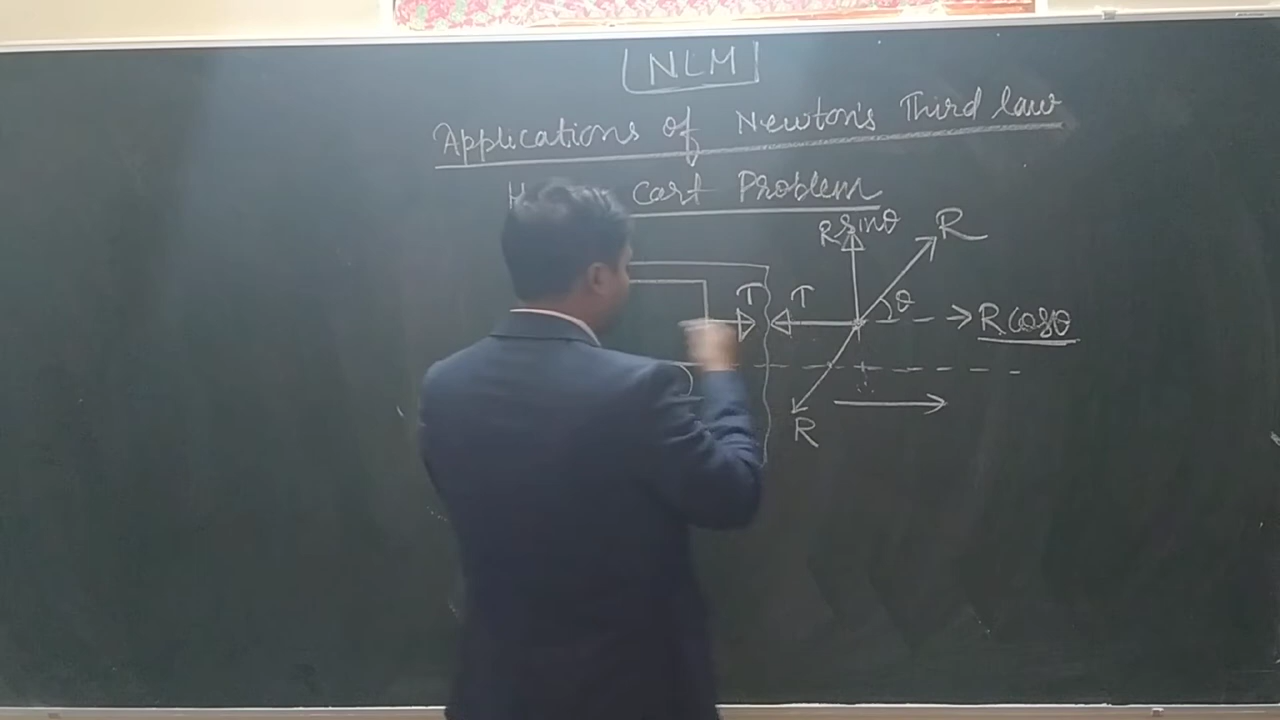 NLM
Applications of Newton's Third law
Cart Problem
R sinθ
R
T T
θ
R cosθ
R